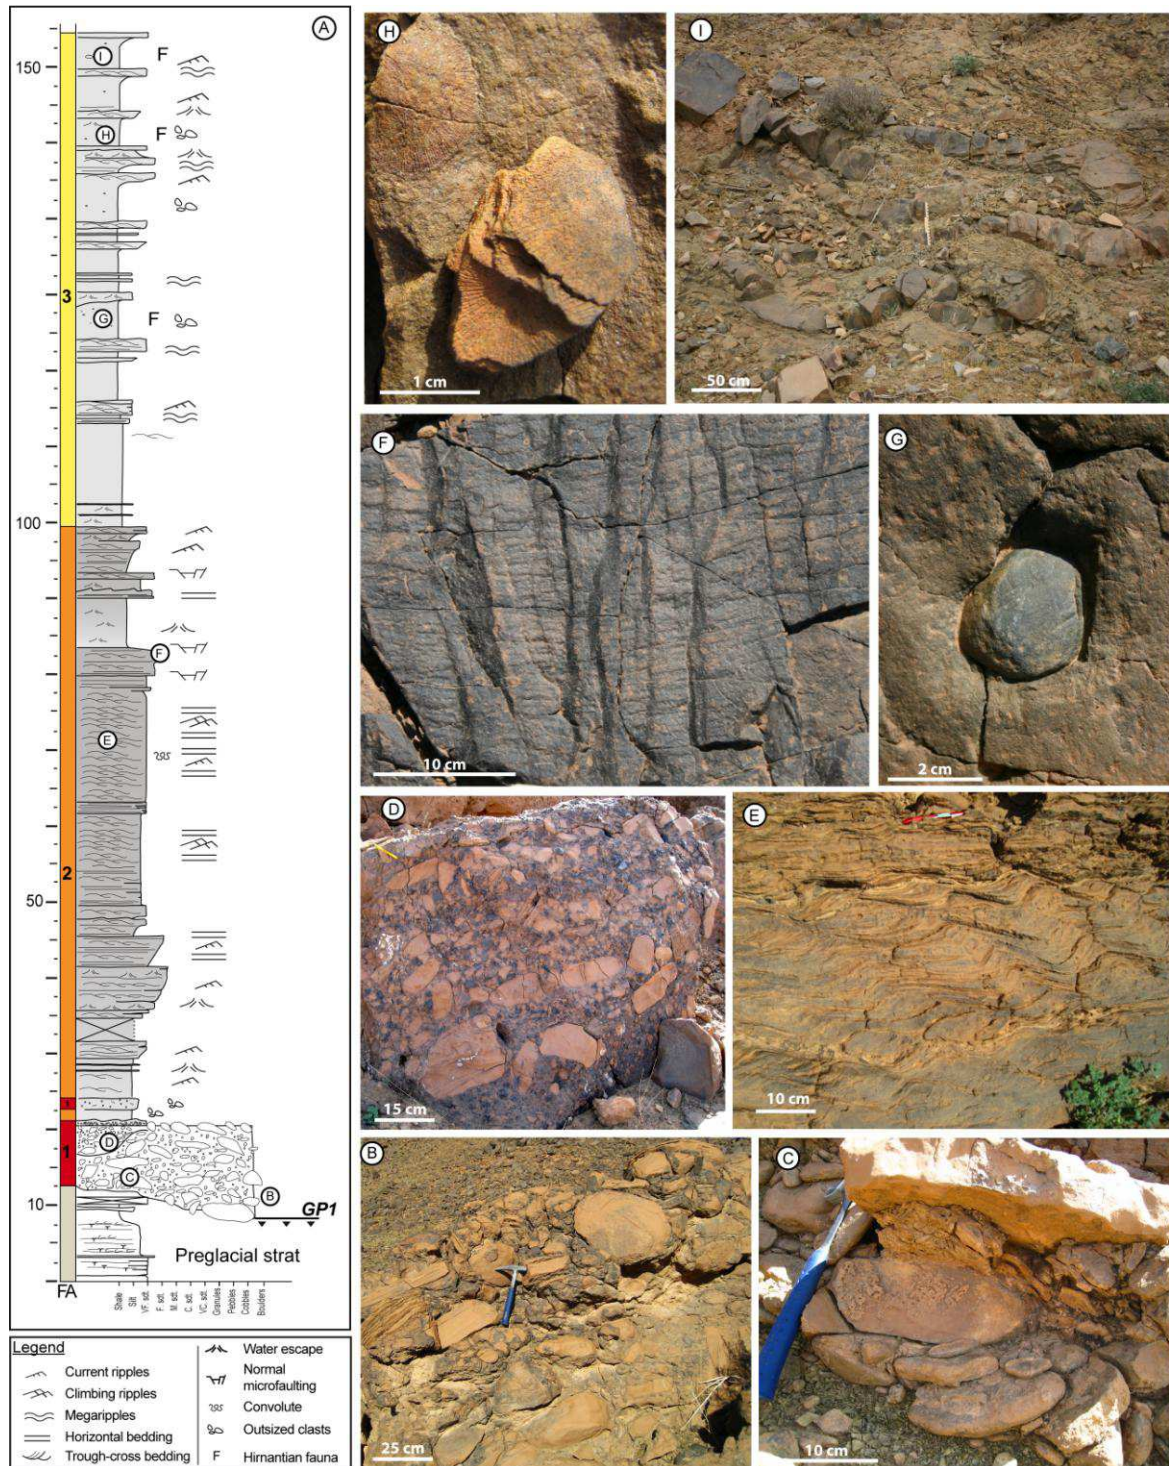 A
150
I
F
H
F
3
G
F
100
F
E
2
50
D
1
C
B
10
GP1
Preglacial strat
FA
Shale
Silt
VF. sdt.
F. sdt.
M. sdt.
C. sdt.
VC. sdt.
Granules
Pebbles
Cobbles
Boulders
Legend
Current ripples
Climbing ripples
Megaripples
Horizontal bedding
Trough-cross bedding
Water escape
Normal
microfaulting
Convolute
Outsized clasts
F Hirnantian fauna
H
1 cm
I
50 cm
F
10 cm
G
2 cm
D
15 cm
E
10 cm
B
25 cm
C
10 cm